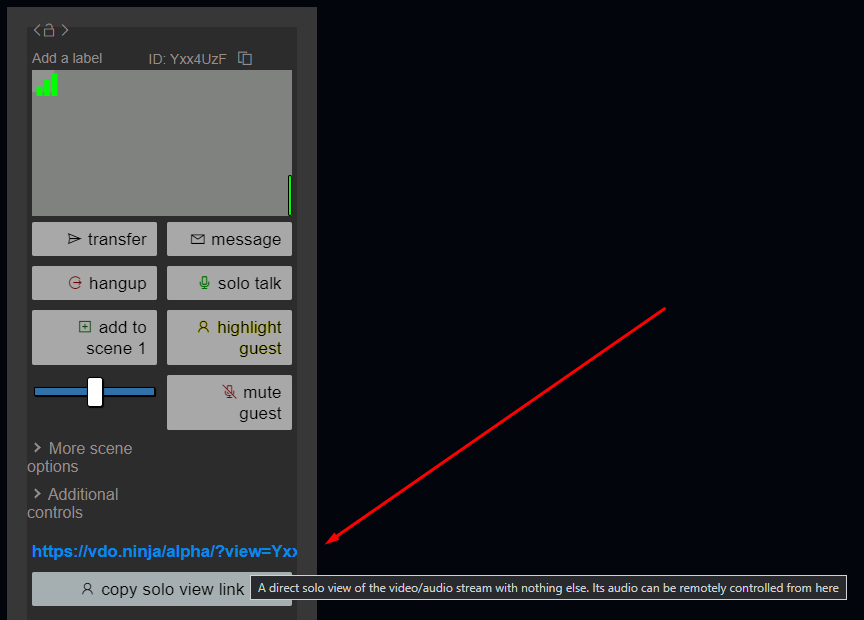 Add a label
ID: Yxx4UzF
transfer
message
hangup
solo talk
add to
scene 1
highlight
guest
mute
guest
More scene
options
Additional
controls
https://vdo.ninja/alpha/?view=Yxx
copy solo view link
A direct solo view of the video/audio stream with nothing else. Its audio can be remotely controlled from here